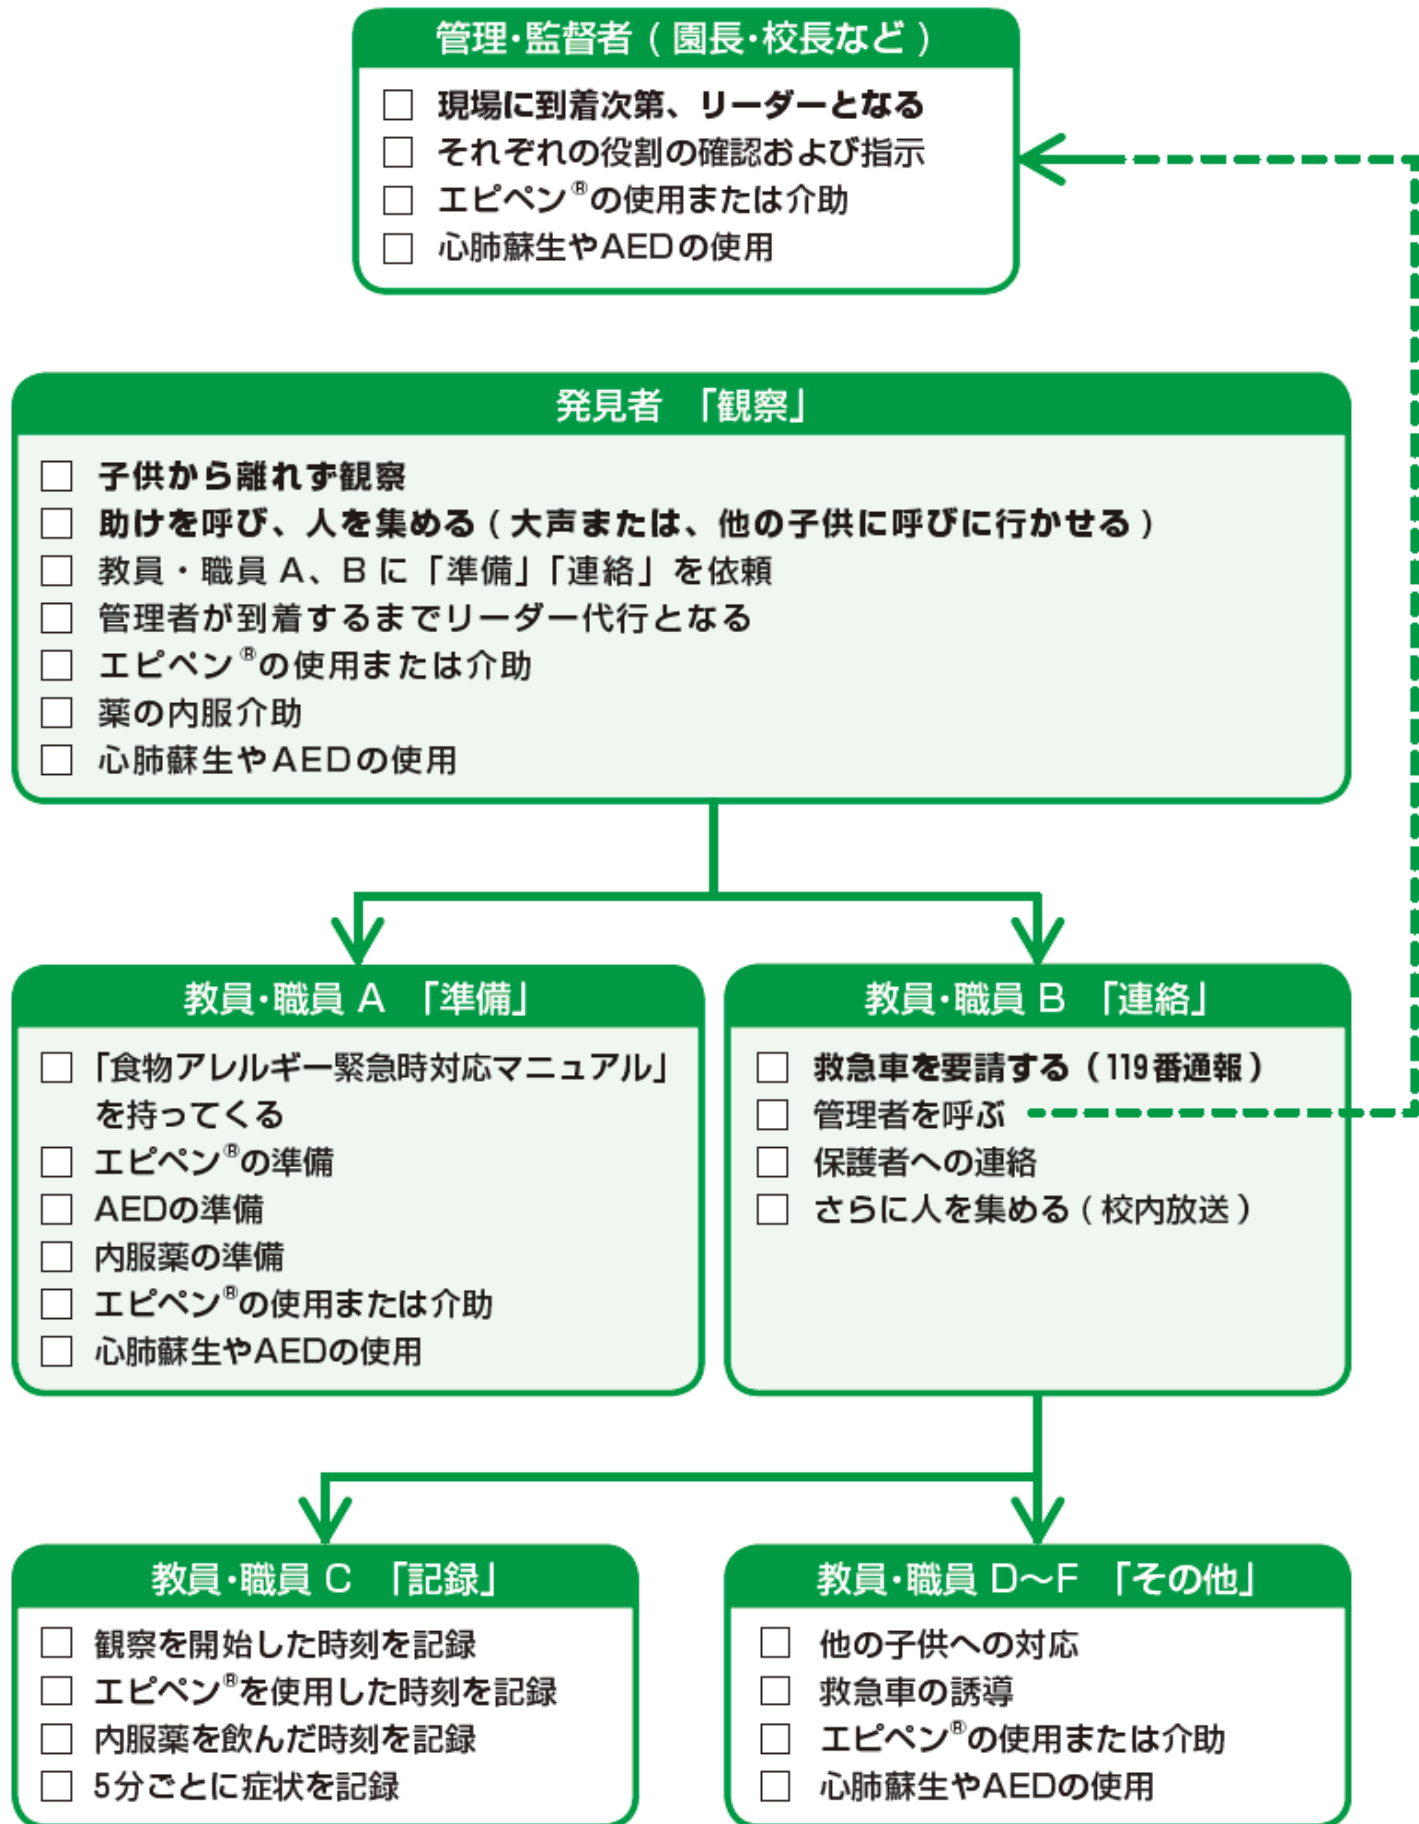 管理・監督者（園長・校長など）
□ 現場に到着次第、リーダーとなる
□ それぞれの役割の確認および指示
□ エピペン®の使用または介助
□ 心肺蘇生やAEDの使用
発見者 「観察」
□ 子供から離れず観察
□ 助けを呼び、人を集める（大声または、他の子供に呼びに行かせる）
□ 教員・職員 A、B に「準備」「連絡」を依頼
□ 管理者が到着するまでリーダー代行となる
□ エピペン®の使用または介助
□ 薬の内服介助
□ 心肺蘇生やAEDの使用
教員・職員 A 「準備」
□ 「食物アレルギー緊急時対応マニュアル」
を持ってくる
□ エピペン®の準備
□ AEDの準備
□ 内服薬の準備
□ エピペン®の使用または介助
□ 心肺蘇生やAEDの使用
教員・職員 B 「連絡」
□ 救急車を要請する（119番通報）
□ 管理者を呼ぶ
□ 保護者への連絡
□ さらに人を集める（校内放送）
教員・職員 C 「記録」
□ 観察を開始した時刻を記録
□ エピペン®を使用した時刻を記録
□ 内服薬を飲んだ時刻を記録
□ 5分ごとに症状を記録
教員・職員 D～F 「その他」
□ 他の子供への対応
□ 救急車の誘導
□ エピペン®の使用または介助
□ 心肺蘇生やAEDの使用